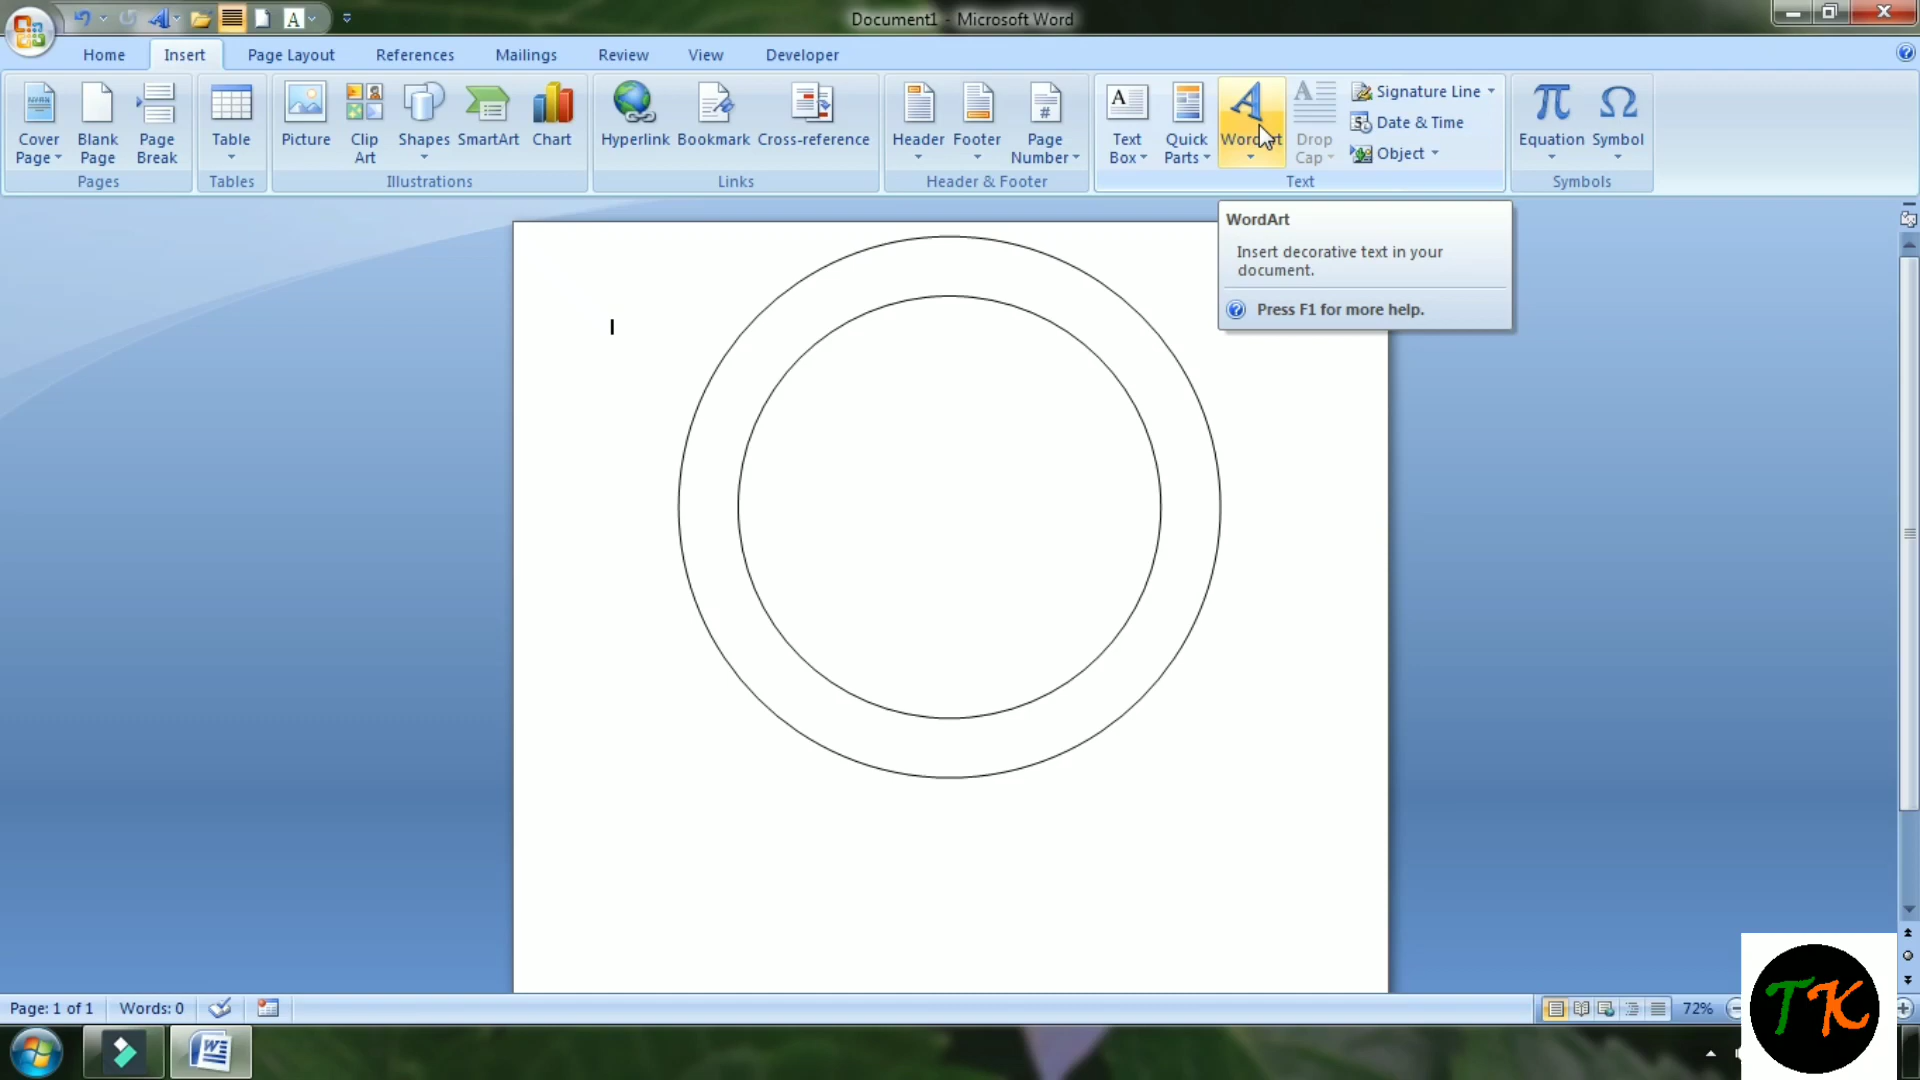 Document1 - Microsoft Word
Home Insert Page Layout References Mailings Review View Developer
Cover Page Blank Page Page Break
Pages
Table
Tables
Picture Clip Art Shapes SmartArt Chart
Illustrations
Hyperlink Bookmark Cross-reference
Links
Header Footer Page Number
Header & Footer
Text Box Quick Parts WordArt Drop Cap
Signature Line
Date & Time
Object
Text
Equation Symbol
Symbols
WordArt
Insert decorative text in your
document.
Press F1 for more help.
Page: 1 of 1 Words: 0 72%
TK